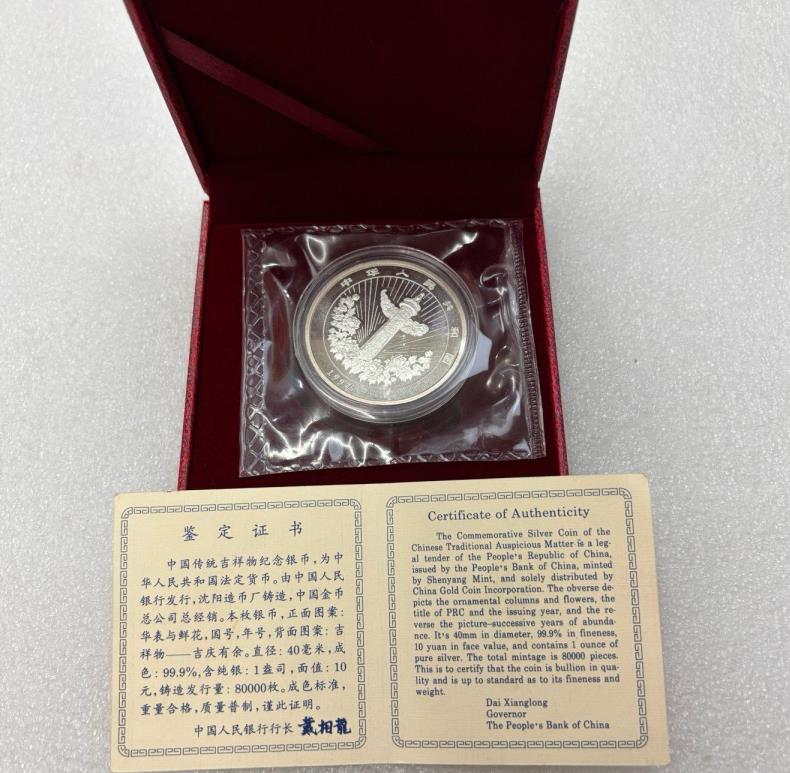 中华人民共和国
鉴定证书
中国传统吉祥物纪念银币，为中
华人民共和国法定货币。由中国人民
银行发行，沈阳造币厂铸造，中国金币
总公司总经销。本枚银币，正面图案：
华表与鲜花，国号，年号，背面图案：吉
祥物——吉庆有余。直径：40毫米，成
色：99.9%，含纯银：1盎司，面值：10
元，铸造发行量：80000枚。成色标准，
重量合格，质量普制，谨此证明。
中国人民银行行长 戴相龍
Certificate of Authenticity
The Commemorative Silver Coin of the
Chinese Traditional Auspicious Matter is a leg-
al tender of the People's Republic of China,
issued by the People's Bank of China, minted
by Shenyang Mint, and solely distributed by
China Gold Coin Incorporation. The obverse de-
picts the ornamental columns and flowers, the
title of PRC and the issuing year, and the re-
verse the picture-successive years of abunda-
nce. It's 40mm in diameter, 99.9% in fineness,
10 yuan in face value, and contains 1 ounce of
pure silver. The total mintage is 80000 pieces.
This is to certify that the coin is bullion in qua-
lity and is up to standard as to its fineness and
weight.
Dai Xianglong
Governor
The People's Bank of China